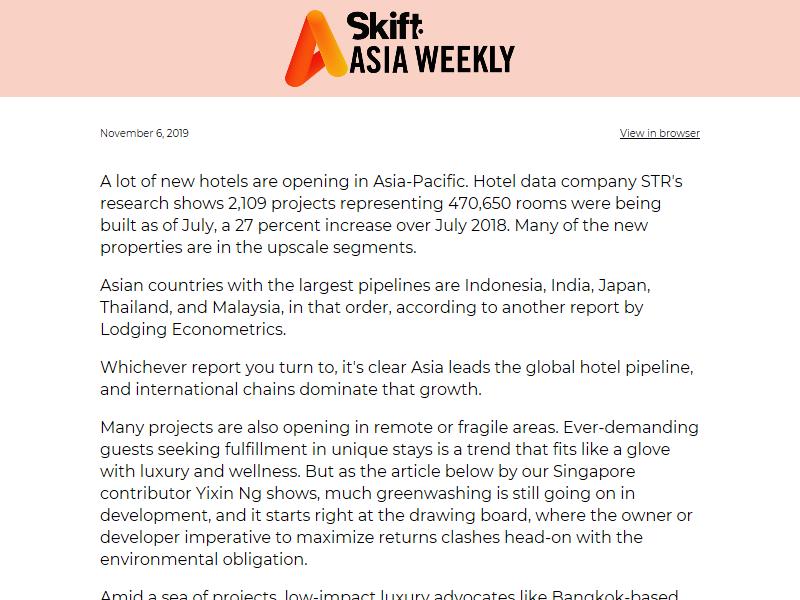 Skift
ASIA WEEKLY
November 6, 2019
View in browser
A lot of new hotels are opening in Asia-Pacific. Hotel data company STR's
research shows 2,109 projects representing 470,650 rooms were being
built as of July, a 27 percent increase over July 2018. Many of the new
properties are in the upscale segments.
Asian countries with the largest pipelines are Indonesia, India, Japan,
Thailand, and Malaysia, in that order, according to another report by
Lodging Econometrics.
Whichever report you turn to, it's clear Asia leads the global hotel pipeline,
and international chains dominate that growth.
Many projects are also opening in remote or fragile areas. Ever-demanding
guests seeking fulfillment in unique stays is a trend that fits like a glove
with luxury and wellness. But as the article below by our Singapore
contributor Yixin Ng shows, much greenwashing is still going on in
development, and it starts right at the drawing board, where the owner or
developer imperative to maximize returns clashes head-on with the
environmental obligation.
Amid a sea of projects, low-impact luxury advocates like Bangkok-based